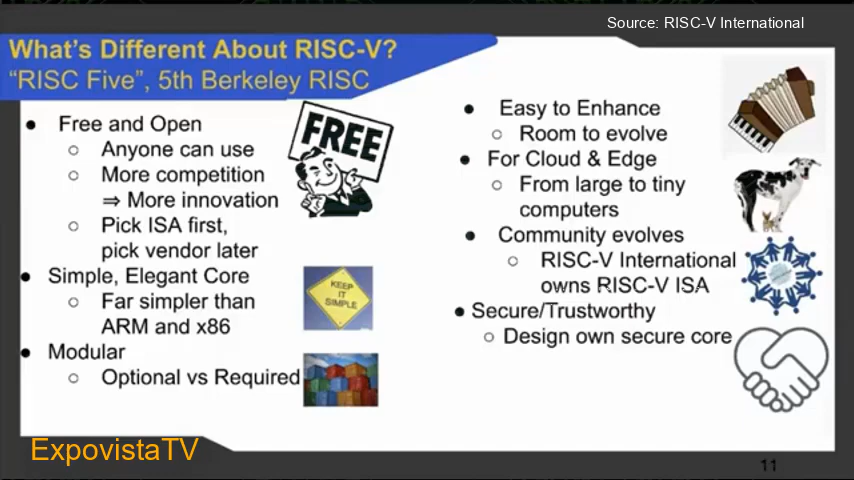 Source: RISC-V International
What's Different About RISC-V?
"RISC Five", 5th Berkeley RISC
● Free and Open
○ Anyone can use
○ More competition
⇒ More innovation
○ Pick ISA first,
pick vendor later
● Simple, Elegant Core
○ Far simpler than
ARM and x86
● Modular
○ Optional vs Required
FREE
KEEP
IT
SIMPLE
● Easy to Enhance
○ Room to evolve
● For Cloud & Edge
○ From large to tiny
computers
● Community evolves
○ RISC-V International
owns RISC-V ISA
● Secure/Trustworthy
○ Design own secure core
ExpovistaTV
11